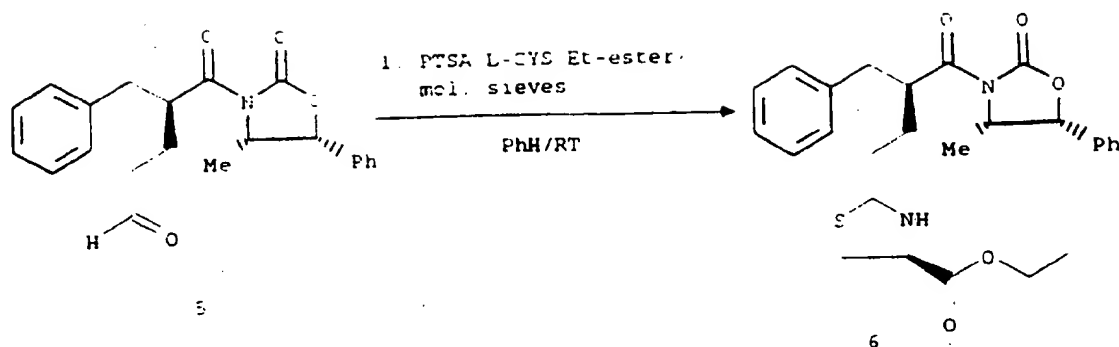 C C
N
Me
Ph
H O
5
1. PTSA L-CYS Et-ester,
mol. sieves
PhH/RT
O O
N O
Me
Ph
S NH
O
O
6